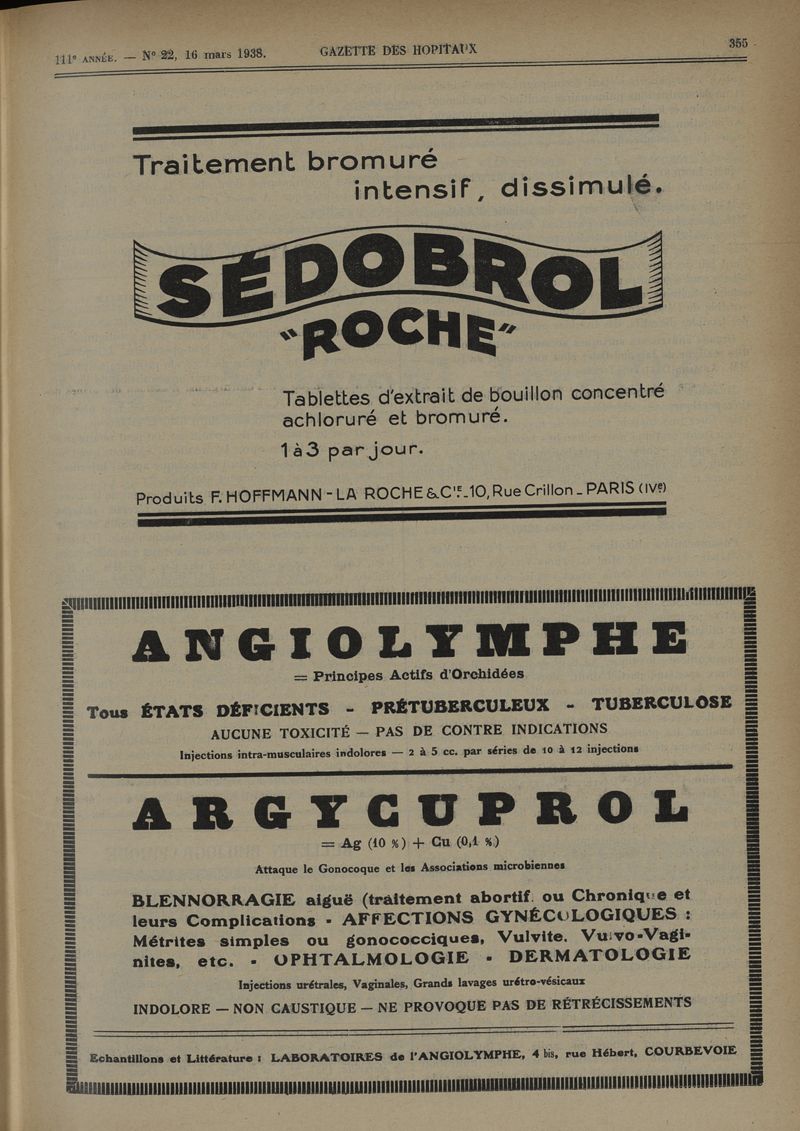 111e ANNÉE. — No 22, 16 mars 1938.
GAZETTE DES HOPITAUX
355
Traitement bromuré
intensif, dissimulé.
SÉDOBROL
"ROCHE"
Tablettes d'extrait de bouillon concentré
achloruré et bromuré.
1 à 3 par jour.
Produits F. HOFFMANN-LA ROCHE & Cie_10, Rue Crillon_PARIS (IVe)
ANGIOLYMPHE
= Principes Actifs d'Orchidées
Tous ÉTATS DÉFICIENTS - PRÉTUBERCULEUX - TUBERCULOSE
AUCUNE TOXICITÉ — PAS DE CONTRE INDICATIONS
Injections intra-musculaires indolores — 2 à 5 cc. par séries de 10 à 12 injections
ARGYCUPROL
= Ag (10 %) + Cu (0,1 %)
Attaque le Gonocoque et les Associations microbiennes
BLENNORRAGIE aiguë (traitement abortif. ou Chronique et
leurs Complications - AFFECTIONS GYNÉCOLOGIQUES :
Métrites simples ou gonococciques, Vulvite. Vulvo-Vagi-
nites, etc. - OPHTALMOLOGIE - DERMATOLOGIE
Injections urétrales, Vaginales, Grands lavages urétro-vésicaux
INDOLORE — NON CAUSTIQUE — NE PROVOQUE PAS DE RÉTRÉCISSEMENTS
Echantillons et Littérature : LABORATOIRES de l'ANGIOLYMPHE, 4 bis, rue Hébert, COURBEVOIE